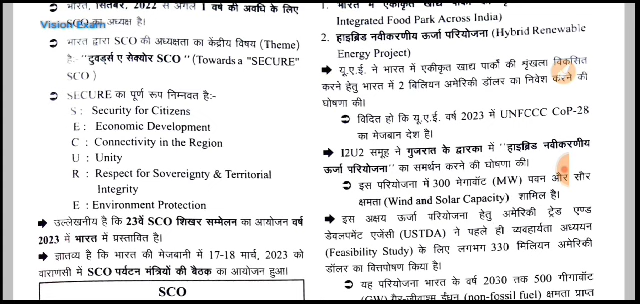 भारत, सितंबर, 2022 से अगले 1 वर्ष की अवधि के लिए
SCO का अध्यक्ष है।
Vision Exam
भारत द्वारा SCO की अध्यक्षता का केंद्रीय विषय (Theme)
है- "टुवर्ड्स ए सेक्योर SCO" (Towards a "SECURE"
SCO )
SECURE का पूर्ण रूप निम्नवत है:-
S : Security for Citizens
E : Economic Development
C : Connectivity in the Region
U : Unity
R : Respect for Sovereignty & Territorial
Integrity
E : Environment Protection
उल्लेखनीय है कि 23वें SCO शिखर सम्मेलन का आयोजन वर्ष
2023 में भारत में प्रस्तावित है।
ज्ञातव्य है कि भारत की मेजबानी में 17-18 मार्च, 2023 को
वाराणसी में SCO पर्यटन मंत्रियों की बैठक का आयोजन हुआ।
SCO
1. भारत में एकीकृत खाद्य पार्क
Integrated Food Park Across India)
2. हाइब्रिड नवीकरणीय ऊर्जा परियोजना (Hybrid Renewable
Energy Project)
यू.ए.ई. ने भारत में एकीकृत खाद्य पार्कों की शृंखला विकसित
करने हेतु भारत में 2 बिलियन अमेरिकी डॉलर का निवेश करने की
घोषणा की।
विदित हो कि यू.ए.ई. वर्ष 2023 में UNFCCC CoP-28
का मेजबान देश है।
I2U2 समूह ने गुजरात के द्वारका में "हाइब्रिड नवीकरणीय
ऊर्जा परियोजना" का समर्थन करने की घोषणा की।
इस परियोजना में 300 मेगावॉट (MW) पवन और सौर
क्षमता (Wind and Solar Capacity) शामिल है।
इस अक्षय ऊर्जा परियोजना हेतु अमेरिकी ट्रेड एण्ड
डेवलपमेंट एजेंसी (USTDA) ने पहले ही व्यवहार्यता अध्ययन
(Feasibility Study) के लिए लगभग 330 मिलियन अमेरिकी
डॉलर का वित्तपोषण किया है।
यह परियोजना भारत के वर्ष 2030 तक 500 गीगावॉट
(GW) गैर-जीवाश्म ईंधन (non-fossil fuel) क्षमता प्राप्त